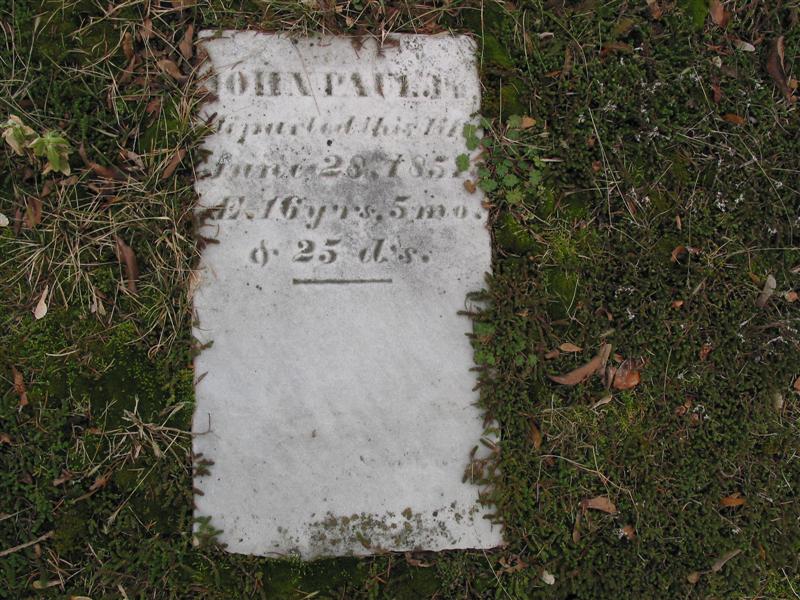 JOHN PAUL Jr.
departed this life
June 28, 1851
Æ. 16 yrs. 5 mo.
& 25 d's.